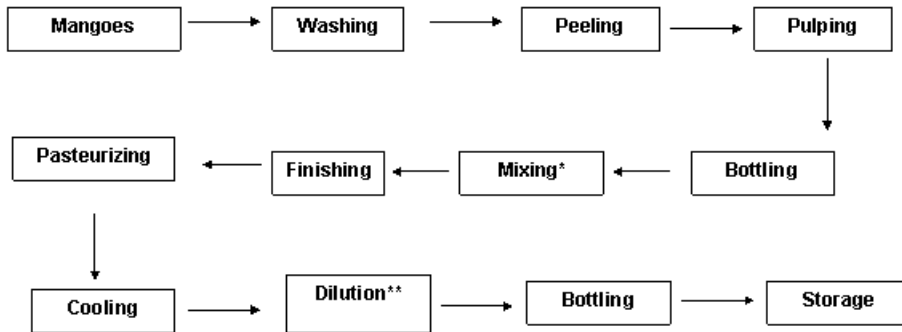 Mangoes
Washing
Peeling
Pulping
Bottling
Mixing*
Finishing
Pasteurizing
Cooling
Dilution**
Bottling
Storage